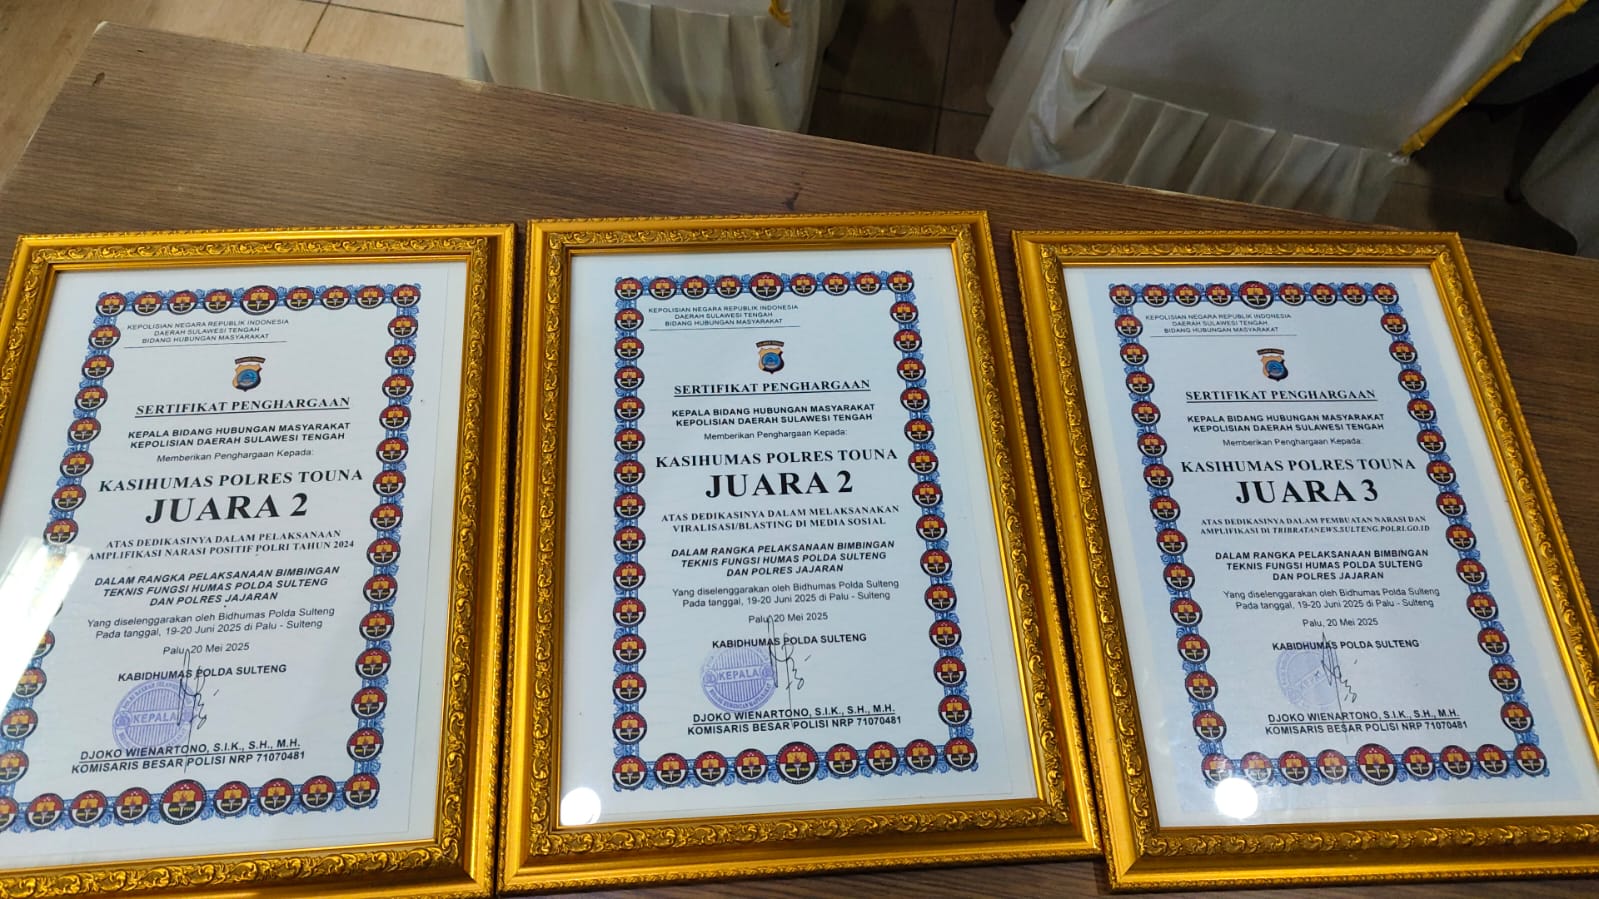 KEPOLISIAN NEGARA REPUBLIK INDONESIA
DAERAH SULAWESI TENGAH
BIDANG HUBUNGAN MASYARAKAT
SERTIFIKAT PENGHARGAAN
KEPALA BIDANG HUBUNGAN MASYARAKAT
KEPOLISIAN DAERAH SULAWESI TENGAH
Memberikan Penghargaan Kepada:
KASIHUMAS POLRES TOUNA
JUARA 2
ATAS DEDIKASINYA DALAM PELAKSANAAN
AMPLIFIKASI NARASI POSITIF POLRI TAHUN 2024
DALAM RANGKA PELAKSANAAN BIMBINGAN
TEKNIS FUNGSI HUMAS POLDA SULTENG
DAN POLRES JAJARAN
Yang diselenggarakan oleh Bidhumas Polda Sulteng
Pada tanggal, 19-20 Juni 2025 di Palu - Sulteng
Palu, 20 Mei 2025
KABIDHUMAS POLDA SULTENG
KEPALA
DJOKO WIENARTONO, S.I.K., S.H., M.H.
KOMISARIS BESAR POLISI NRP 71070481
KEPOLISIAN NEGARA REPUBLIK INDONESIA
DAERAH SULAWESI TENGAH
BIDANG HUBUNGAN MASYARAKAT
SERTIFIKAT PENGHARGAAN
KEPALA BIDANG HUBUNGAN MASYARAKAT
KEPOLISIAN DAERAH SULAWESI TENGAH
Memberikan Penghargaan Kepada:
KASIHUMAS POLRES TOUNA
JUARA 2
ATAS DEDIKASINYA DALAM MELAKSANAKAN
VIRALISASI/BLASTING DI MEDIA SOSIAL
DALAM RANGKA PELAKSANAAN BIMBINGAN
TEKNIS FUNGSI HUMAS POLDA SULTENG
DAN POLRES JAJARAN
Yang diselenggarakan oleh Bidhumas Polda Sulteng
Pada tanggal, 19-20 Juni 2025 di Palu - Sulteng
Palu, 20 Mei 2025
KABIDHUMAS POLDA SULTENG
KEPALA
DJOKO WIENARTONO, S.I.K., S.H., M.H.
KOMISARIS BESAR POLISI NRP 71070481
KEPOLISIAN NEGARA REPUBLIK INDONESIA
DAERAH SULAWESI TENGAH
BIDANG HUBUNGAN MASYARAKAT
SERTIFIKAT PENGHARGAAN
KEPALA BIDANG HUBUNGAN MASYARAKAT
KEPOLISIAN DAERAH SULAWESI TENGAH
Memberikan Penghargaan Kepada:
KASIHUMAS POLRES TOUNA
JUARA 3
ATAS DEDIKASINYA DALAM PEMBUATAN NARASI DAN
AMPLIFIKASI DI TRIBRATANEWS.SULTENG.POLRI.GO.ID
DALAM RANGKA PELAKSANAAN BIMBINGAN
TEKNIS FUNGSI HUMAS POLDA SULTENG
DAN POLRES JAJARAN
Yang diselenggarakan oleh Bidhumas Polda Sulteng
Pada tanggal, 19-20 Juni 2025 di Palu - Sulteng
Palu, 20 Mei 2025
KABIDHUMAS POLDA SULTENG
DJOKO WIENARTONO, S.I.K., S.H., M.H.
KOMISARIS BESAR POLISI NRP 71070481